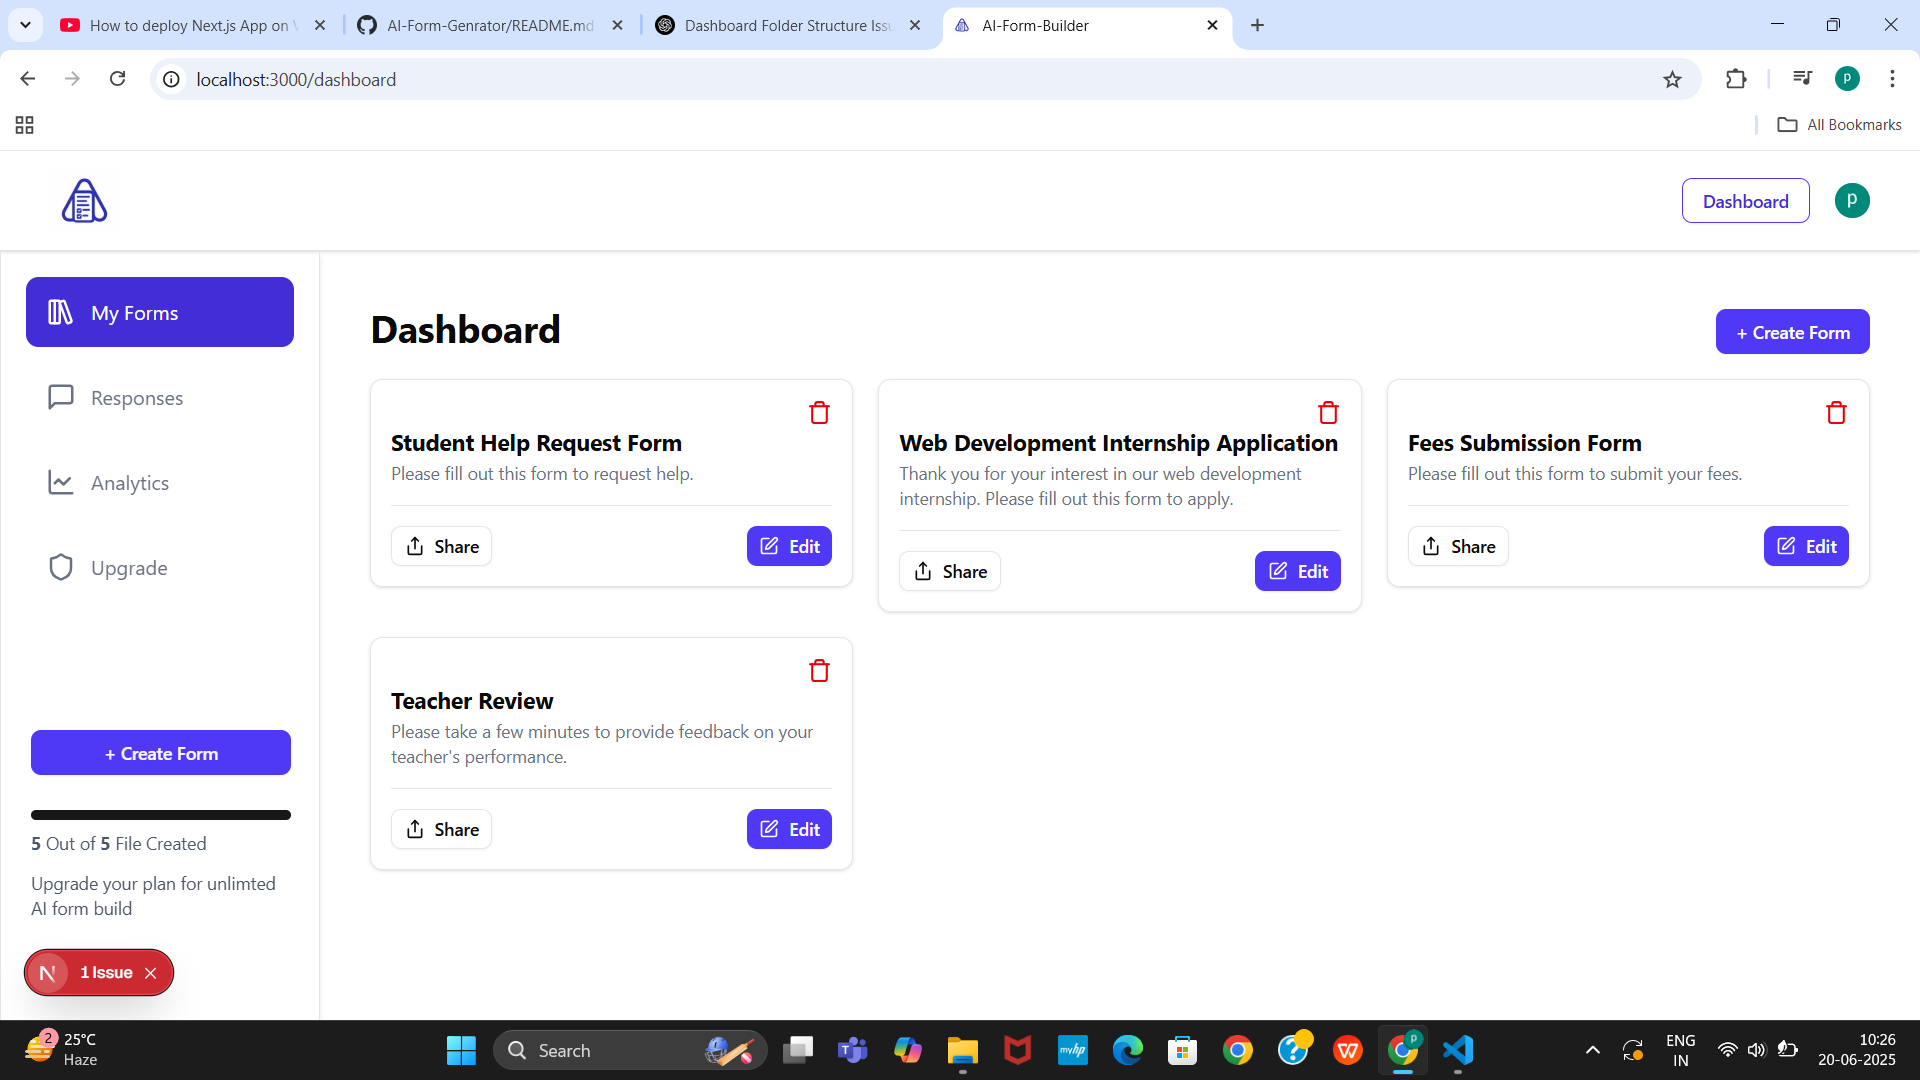 How to deploy Next.js App on V
AI-Form-Genrator/README.md
Dashboard Folder Structure Issu
AI-Form-Builder
localhost:3000/dashboard
P
All Bookmarks
Dashboard
P
My Forms
Responses
Analytics
Upgrade
+ Create Form
5 Out of 5 File Created
Upgrade your plan for unlimted
AI form build
N 1 Issue
Dashboard
+ Create Form
Student Help Request Form
Please fill out this form to request help.
Share
Edit
Web Development Internship Application
Thank you for your interest in our web development
internship. Please fill out this form to apply.
Share
Edit
Fees Submission Form
Please fill out this form to submit your fees.
Share
Edit
Teacher Review
Please take a few minutes to provide feedback on your
teacher's performance.
Share
Edit
2
25°C
Haze
Search
T
myhp
?
W
P
ENG
IN
10:26
20-06-2025